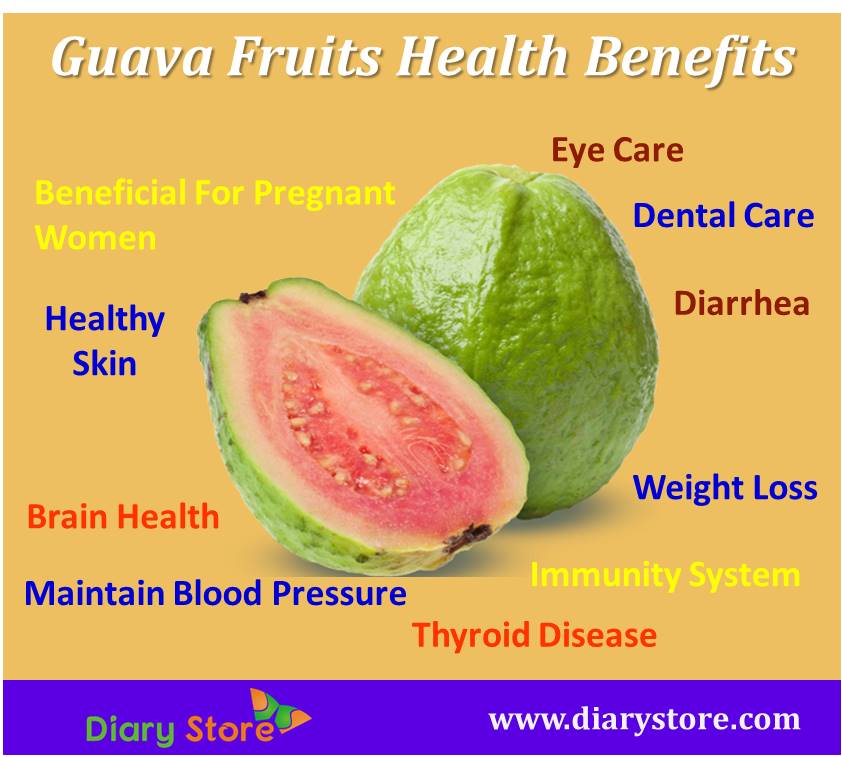 Guava Fruits Health Benefits
Eye Care
Beneficial For Pregnant
Women
Dental Care
Diarrhea
Healthy
Skin
Weight Loss
Brain Health
Immunity System
Maintain Blood Pressure
Thyroid Disease
Diary Store
www.diarystore.com